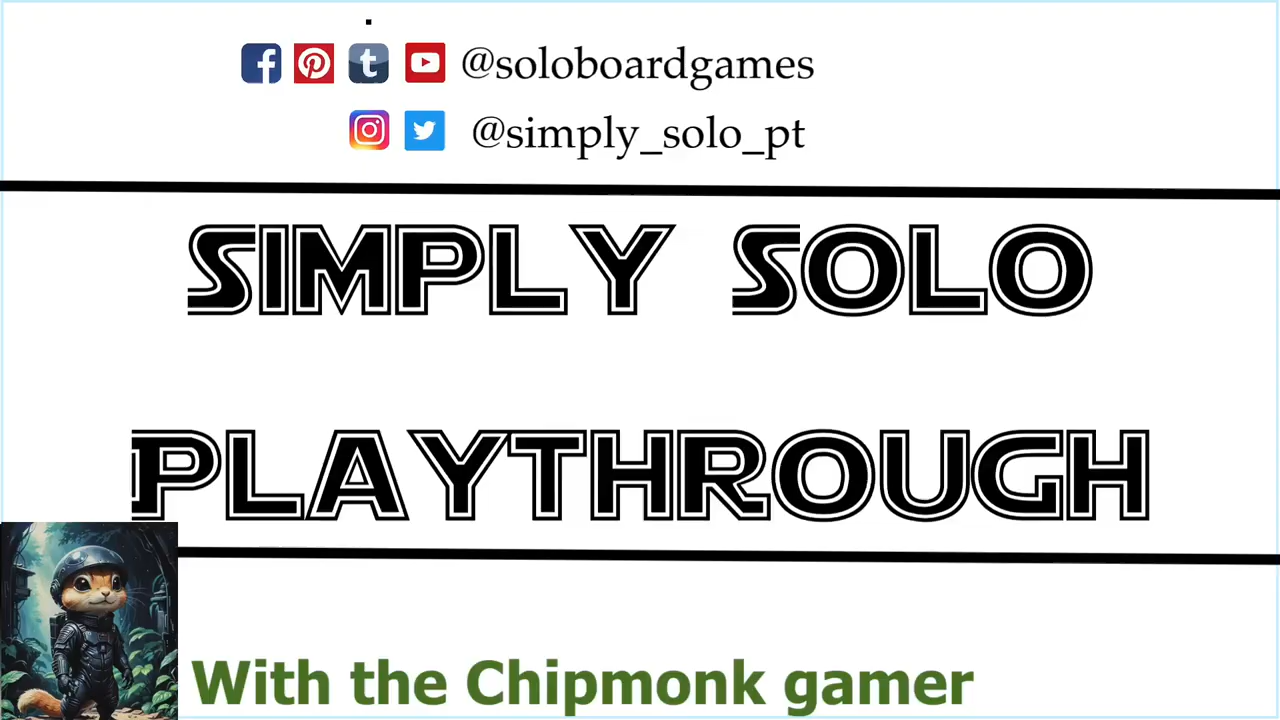 @soloboardgames
@simply_solo_pt
SIMPLY SOLO
PLAYTHROUGH
With the Chipmonk gamer